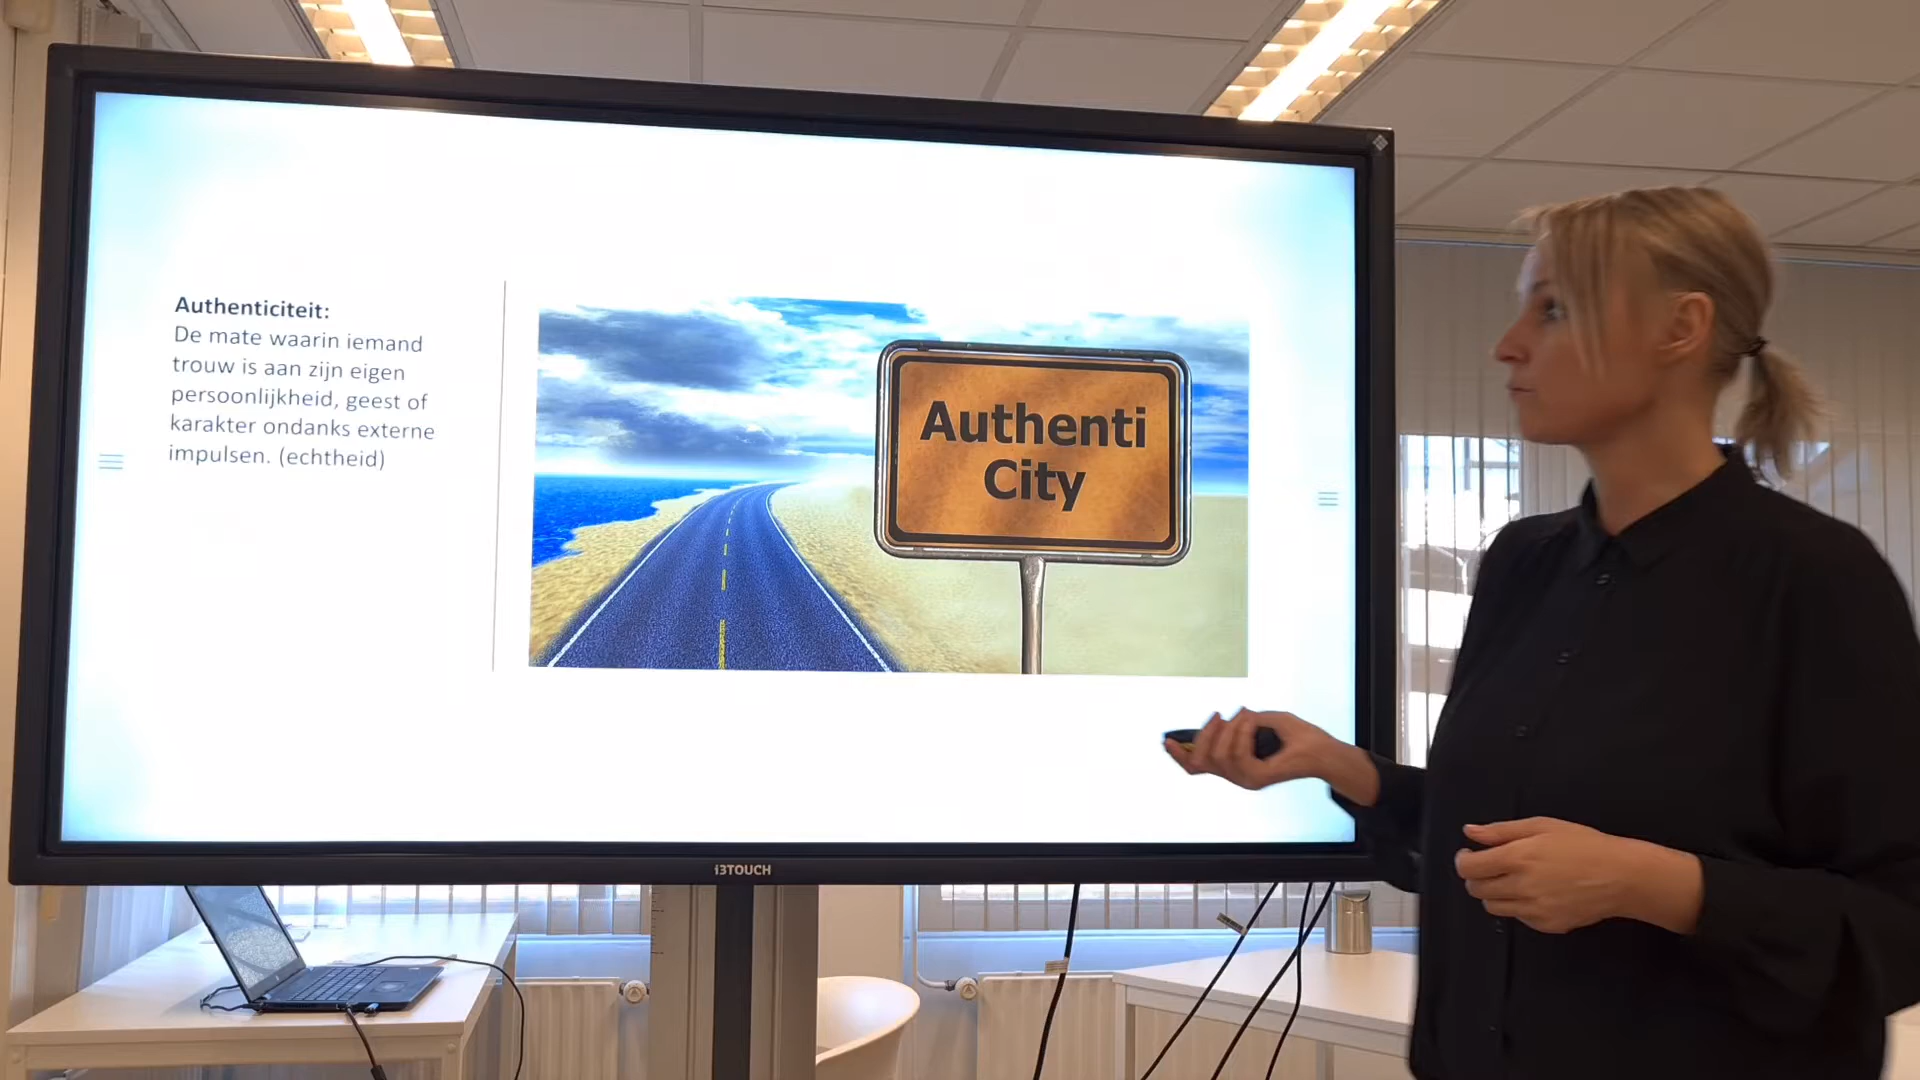 Authenticiteit:
De mate waarin iemand
trouw is aan zijn eigen
persoonlijkheid, geest of
karakter ondanks externe
impulsen. (echtheid)
Authenti
City
i3TOUCH